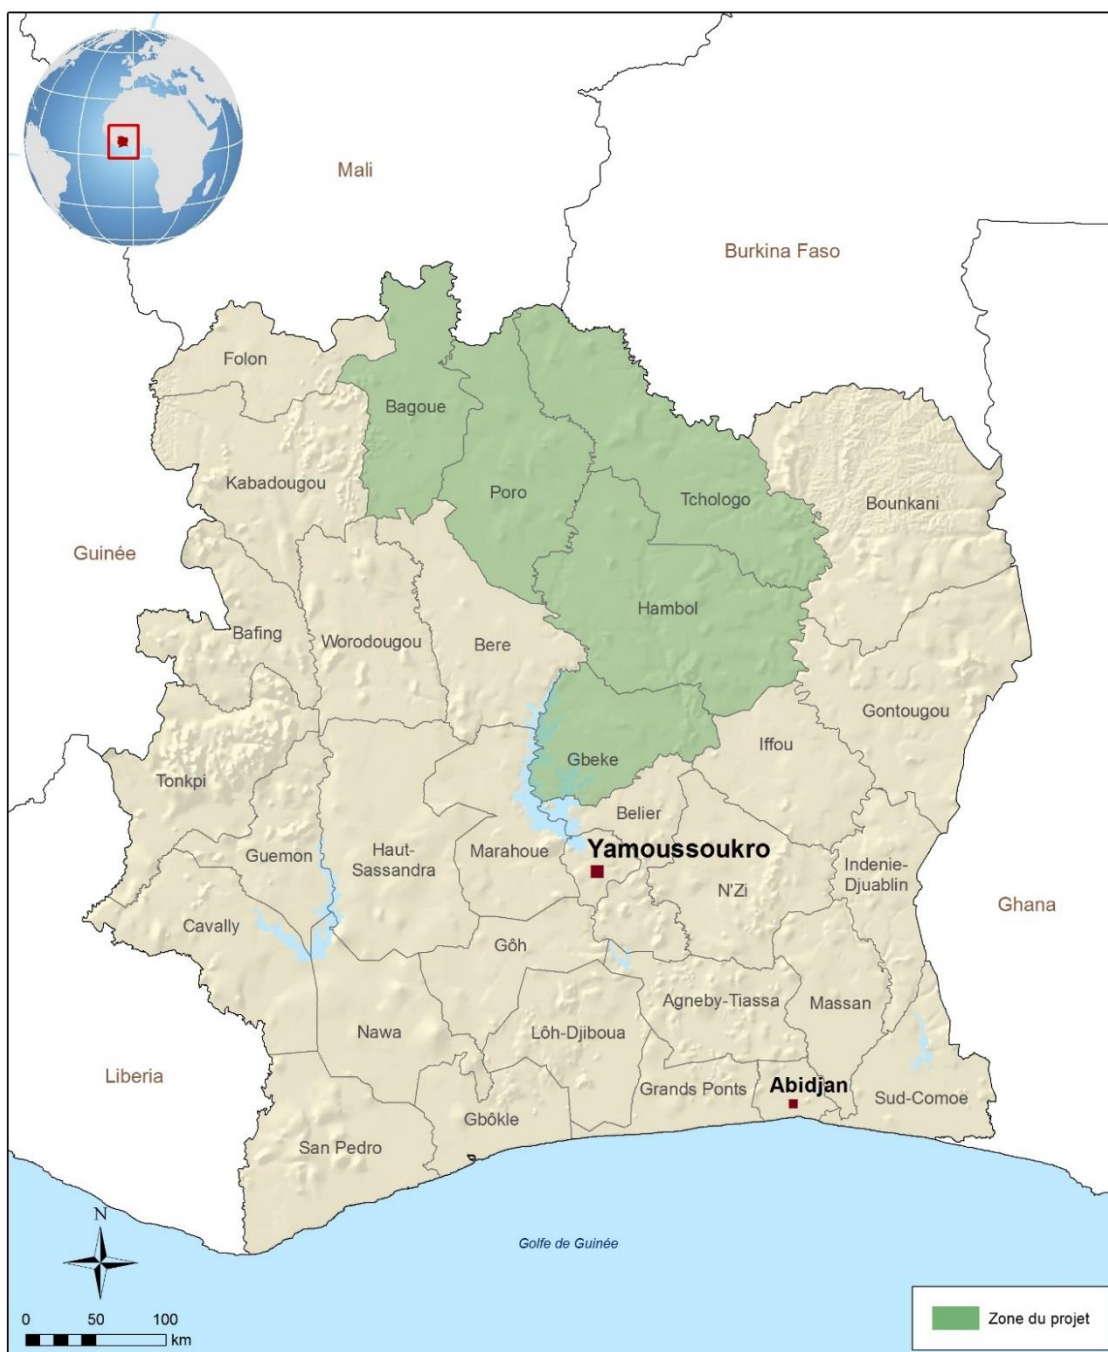 Mali
Burkina Faso
Folon
Bagoue
Kabadougou
Poro
Tchologo
Bounkani
Guinée
Hambol
Bafing
Worodougou
Bere
Gontougou
Iffou
Gbeke
Tonkpi
Belier
Guemon
Haut-
Sassandra
Marahoue
Yamoussoukro
Indenie-
Djuablin
N'Zi
Ghana
Cavally
Gôh
Agneby-Tiassa
Massan
Nawa
Lôh-Djiboua
Liberia
Grands Ponts
Abidjan
Sud-Comoe
Gbôkle
San Pedro
N
Golfe de Guinée
0 50 100
km
Zone du projet